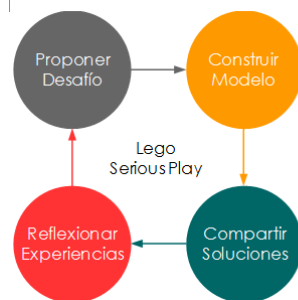 Proponer
Desafío
Construir
Modelo
Lego
Serious Play
Reflexionar
Experiencias
Compartir
Soluciones